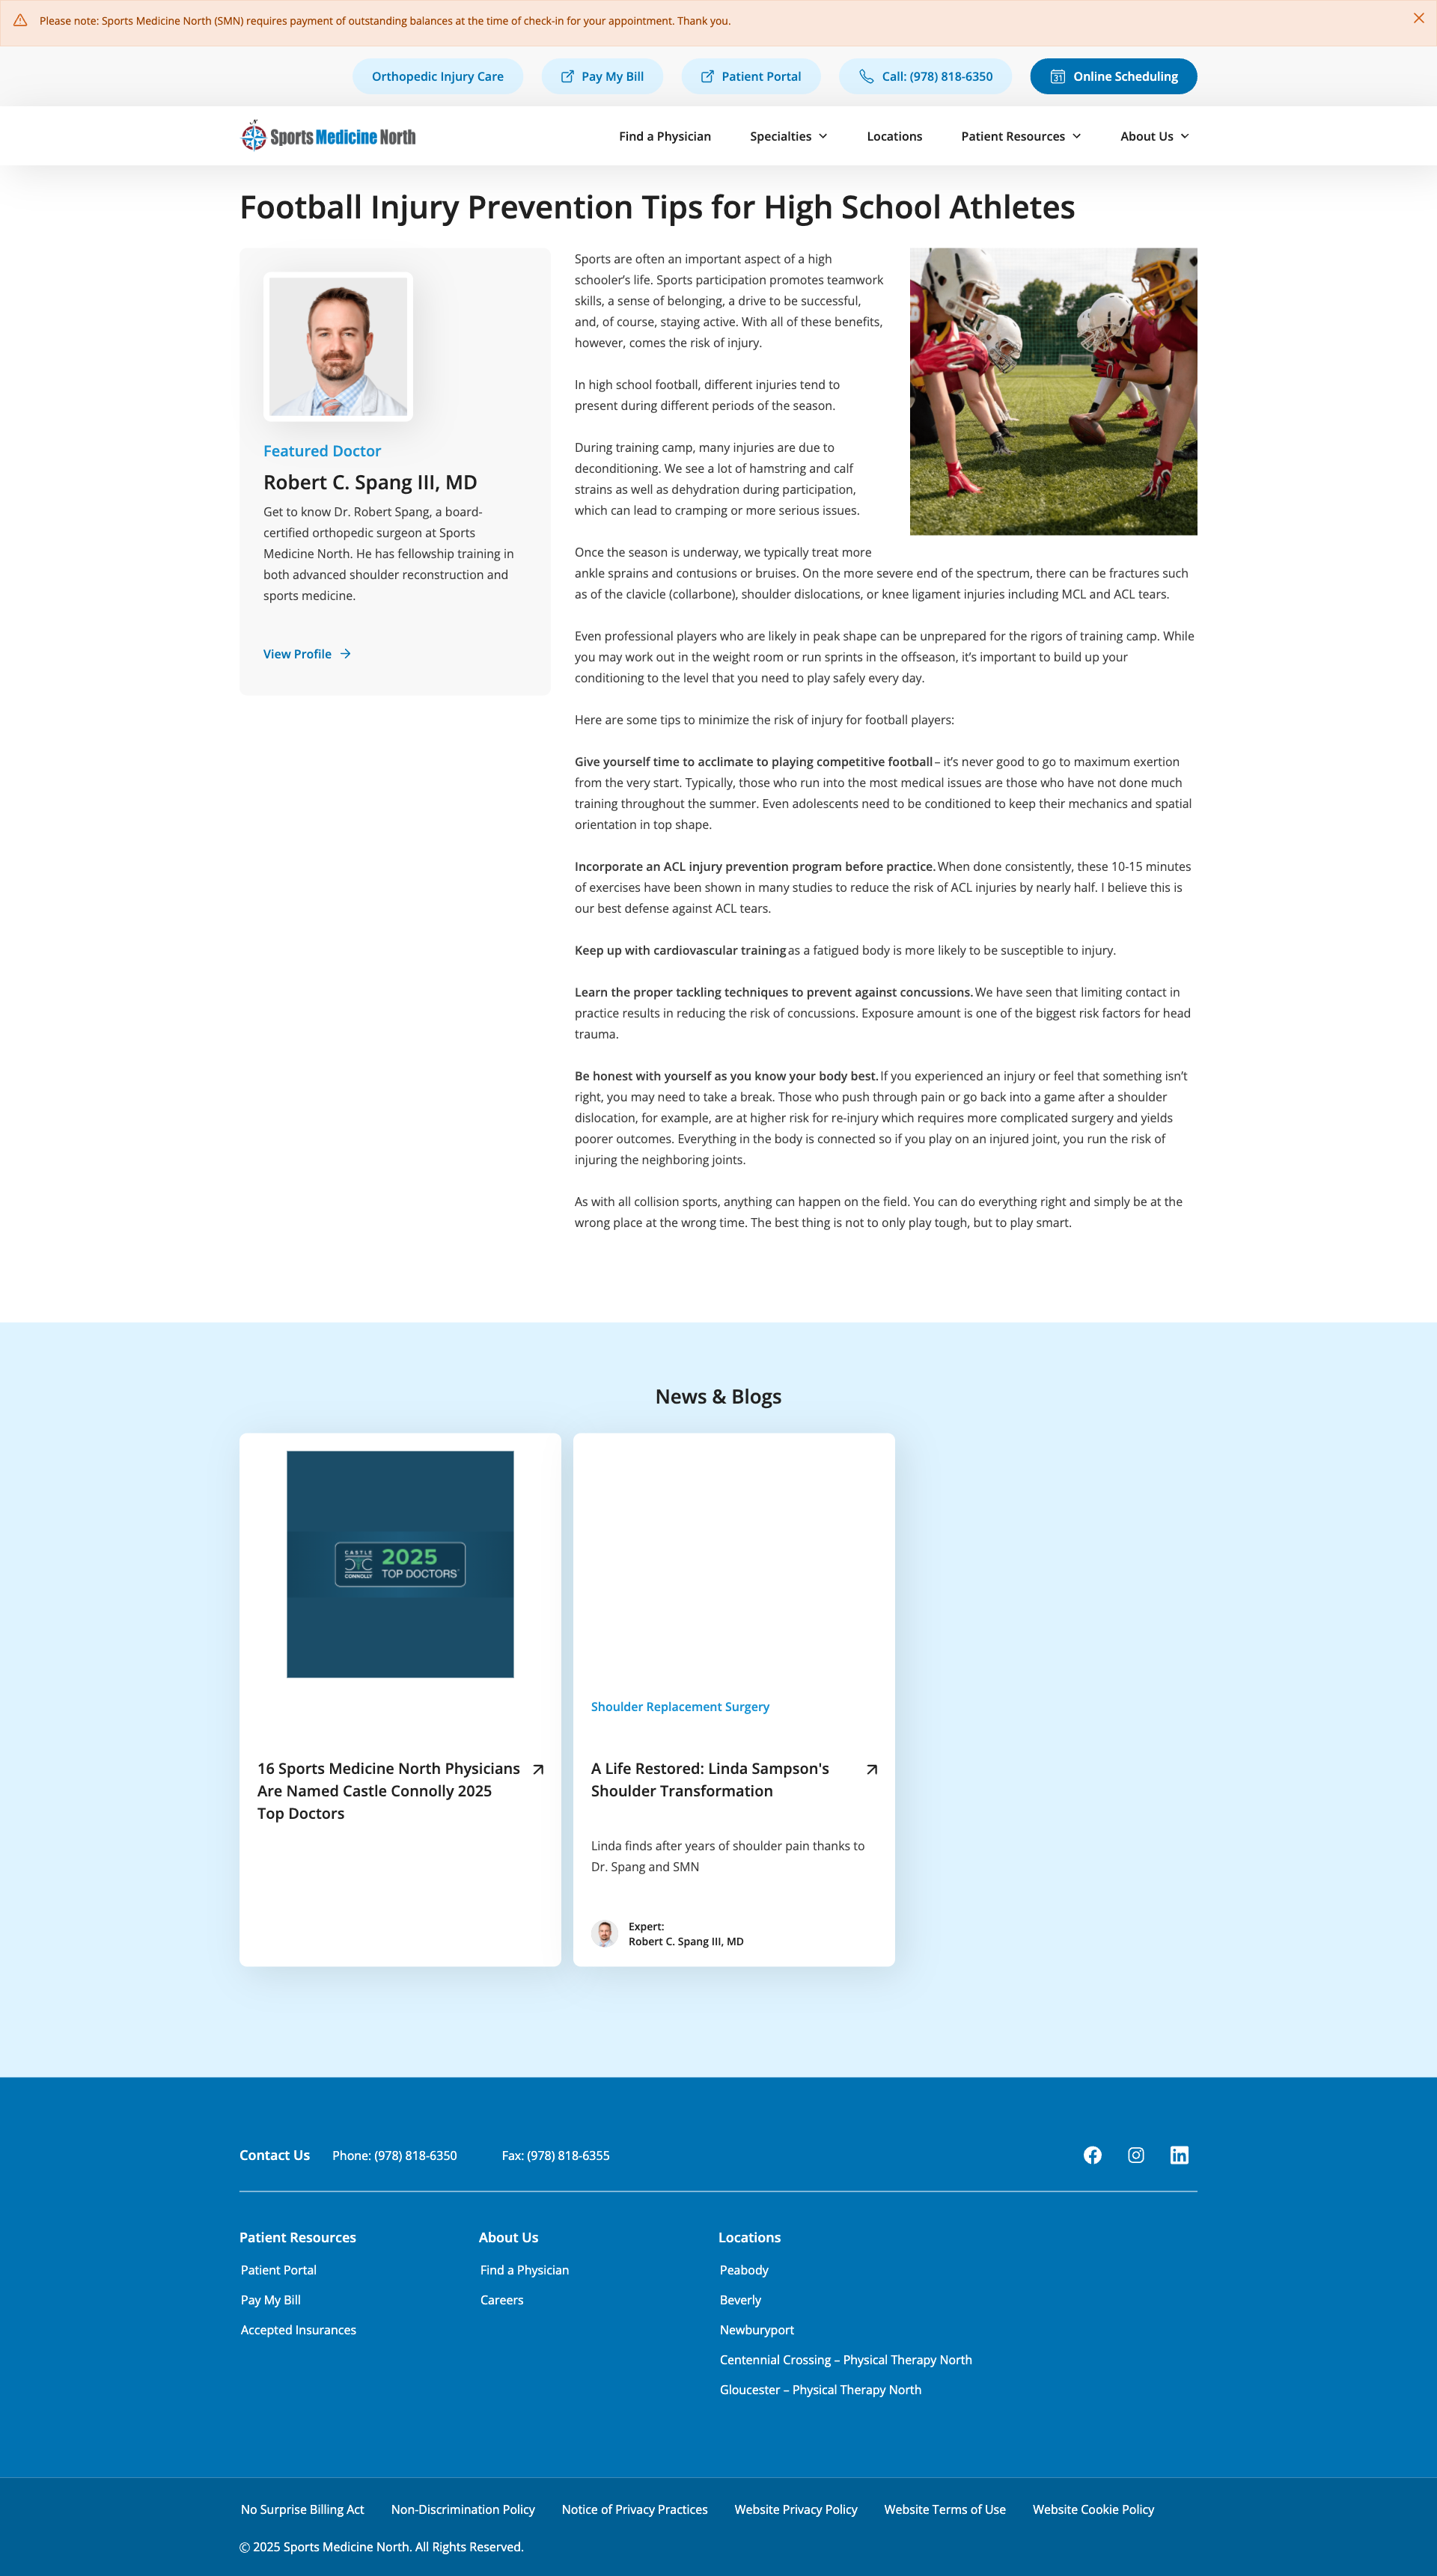 Please note: Sports Medicine North (SMN) requires payment of outstanding balances at the time of check-in for your appointment. Thank you.
Orthopedic Injury Care
Pay My Bill
Patient Portal
Call: (978) 818-6350
31
Online Scheduling
Sports Medicine North
Find a Physician
Specialties
Locations
Patient Resources
About Us
Football Injury Prevention Tips for High School Athletes
Featured Doctor
Robert C. Spang III, MD
Get to know Dr. Robert Spang, a board-
certified orthopedic surgeon at Sports
Medicine North. He has fellowship training in
both advanced shoulder reconstruction and
sports medicine.
View Profile
Sports are often an important aspect of a high
schooler’s life. Sports participation promotes teamwork
skills, a sense of belonging, a drive to be successful,
and, of course, staying active. With all of these benefits,
however, comes the risk of injury.
In high school football, different injuries tend to
present during different periods of the season.
During training camp, many injuries are due to
deconditioning. We see a lot of hamstring and calf
strains as well as dehydration during participation,
which can lead to cramping or more serious issues.
Once the season is underway, we typically treat more
ankle sprains and contusions or bruises. On the more severe end of the spectrum, there can be fractures such
as of the clavicle (collarbone), shoulder dislocations, or knee ligament injuries including MCL and ACL tears.
Even professional players who are likely in peak shape can be unprepared for the rigors of training camp. While
you may work out in the weight room or run sprints in the offseason, it’s important to build up your
conditioning to the level that you need to play safely every day.
Here are some tips to minimize the risk of injury for football players:
Give yourself time to acclimate to playing competitive football – it’s never good to go to maximum exertion
from the very start. Typically, those who run into the most medical issues are those who have not done much
training throughout the summer. Even adolescents need to be conditioned to keep their mechanics and spatial
orientation in top shape.
Incorporate an ACL injury prevention program before practice. When done consistently, these 10-15 minutes
of exercises have been shown in many studies to reduce the risk of ACL injuries by nearly half. I believe this is
our best defense against ACL tears.
Keep up with cardiovascular training as a fatigued body is more likely to be susceptible to injury.
Learn the proper tackling techniques to prevent against concussions. We have seen that limiting contact in
practice results in reducing the risk of concussions. Exposure amount is one of the biggest risk factors for head
trauma.
Be honest with yourself as you know your body best. If you experienced an injury or feel that something isn’t
right, you may need to take a break. Those who push through pain or go back into a game after a shoulder
dislocation, for example, are at higher risk for re-injury which requires more complicated surgery and yields
poorer outcomes. Everything in the body is connected so if you play on an injured joint, you run the risk of
injuring the neighboring joints.
As with all collision sports, anything can happen on the field. You can do everything right and simply be at the
wrong place at the wrong time. The best thing is not to only play tough, but to play smart.
News & Blogs
CASTLE
CONNOLLY
2025
TOP DOCTORS
16 Sports Medicine North Physicians
Are Named Castle Connolly 2025
Top Doctors
Shoulder Replacement Surgery
A Life Restored: Linda Sampson's
Shoulder Transformation
Linda finds after years of shoulder pain thanks to
Dr. Spang and SMN
Expert:
Robert C. Spang III, MD
Contact Us
Phone: (978) 818-6350
Fax: (978) 818-6355
Patient Resources
Patient Portal
Pay My Bill
Accepted Insurances
About Us
Find a Physician
Careers
Locations
Peabody
Beverly
Newburyport
Centennial Crossing – Physical Therapy North
Gloucester – Physical Therapy North
No Surprise Billing Act
Non-Discrimination Policy
Notice of Privacy Practices
Website Privacy Policy
Website Terms of Use
Website Cookie Policy
© 2025 Sports Medicine North. All Rights Reserved.